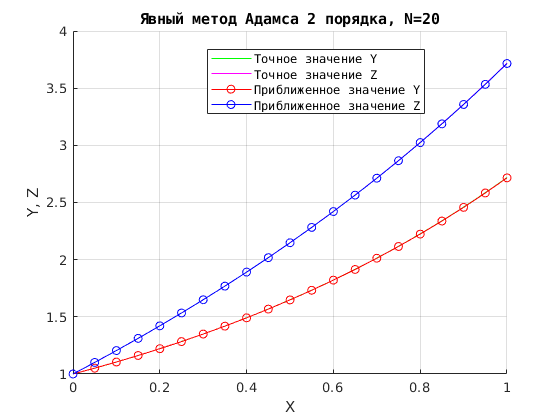 Явный метод Адамса 2 порядка, N=20
4
3.5
3
2.5
2
1.5
1
Y, Z
Точное значение Y
Точное значение Z
Приближенное значение Y
Приближенное значение Z
0 0.2 0.4 0.6 0.8 1
X